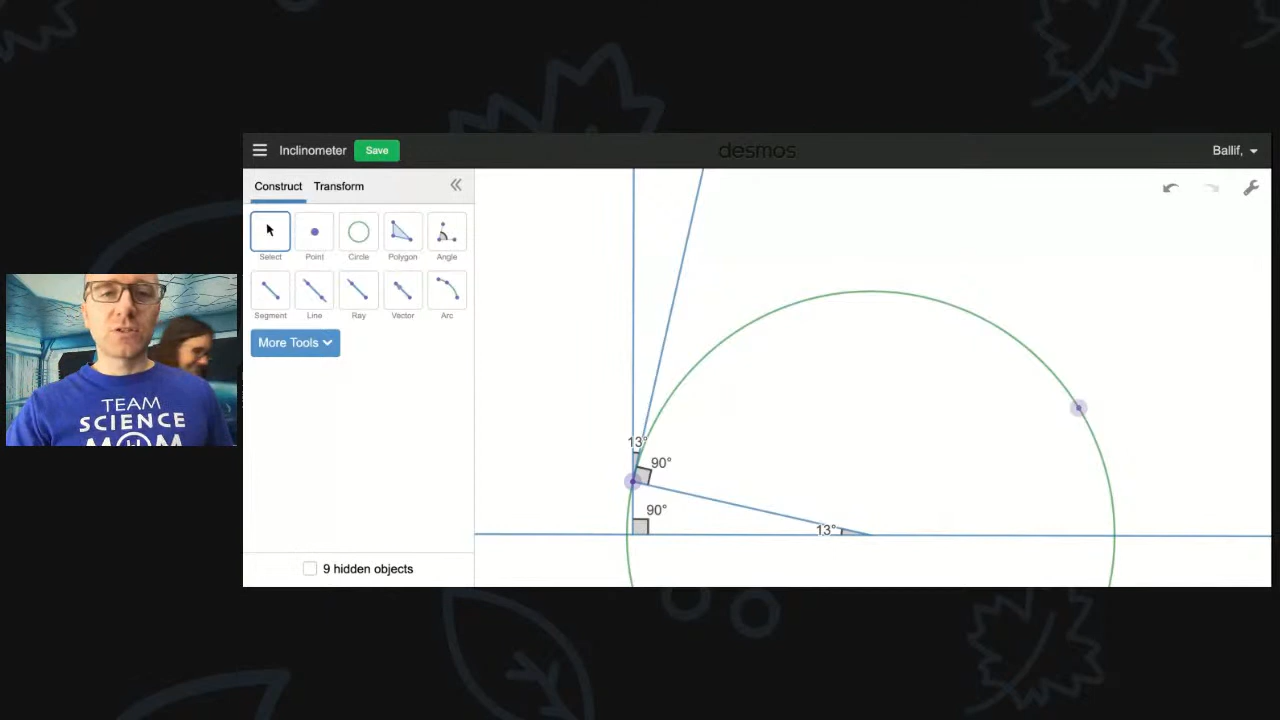 Inclinometer
Save
desmos
Ballif,
Construct
Transform
Select
Point
Circle
Polygon
Angle
Segment
Line
Ray
Vector
Arc
More Tools
9 hidden objects
13°
90°
90°
13°
TEAM
SCIENCE